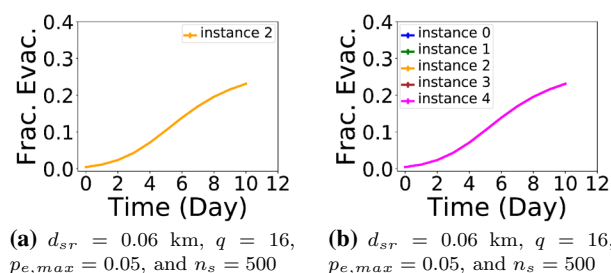 0.4
0.3
0.2
0.1
0.0
Frac. Evac.
instance 2
0 2 4 6 8 10 12
Time (Day)
(a) d_sr = 0.06 km, q = 16,
p_e,max = 0.05, and n_s = 500
0.4
0.3
0.2
0.1
0.0
Frac. Evac.
instance 0
instance 1
instance 2
instance 3
instance 4
0 2 4 6 8 10 12
Time (Day)
(b) d_sr = 0.06 km, q = 16,
p_e,max = 0.05, and n_s = 500